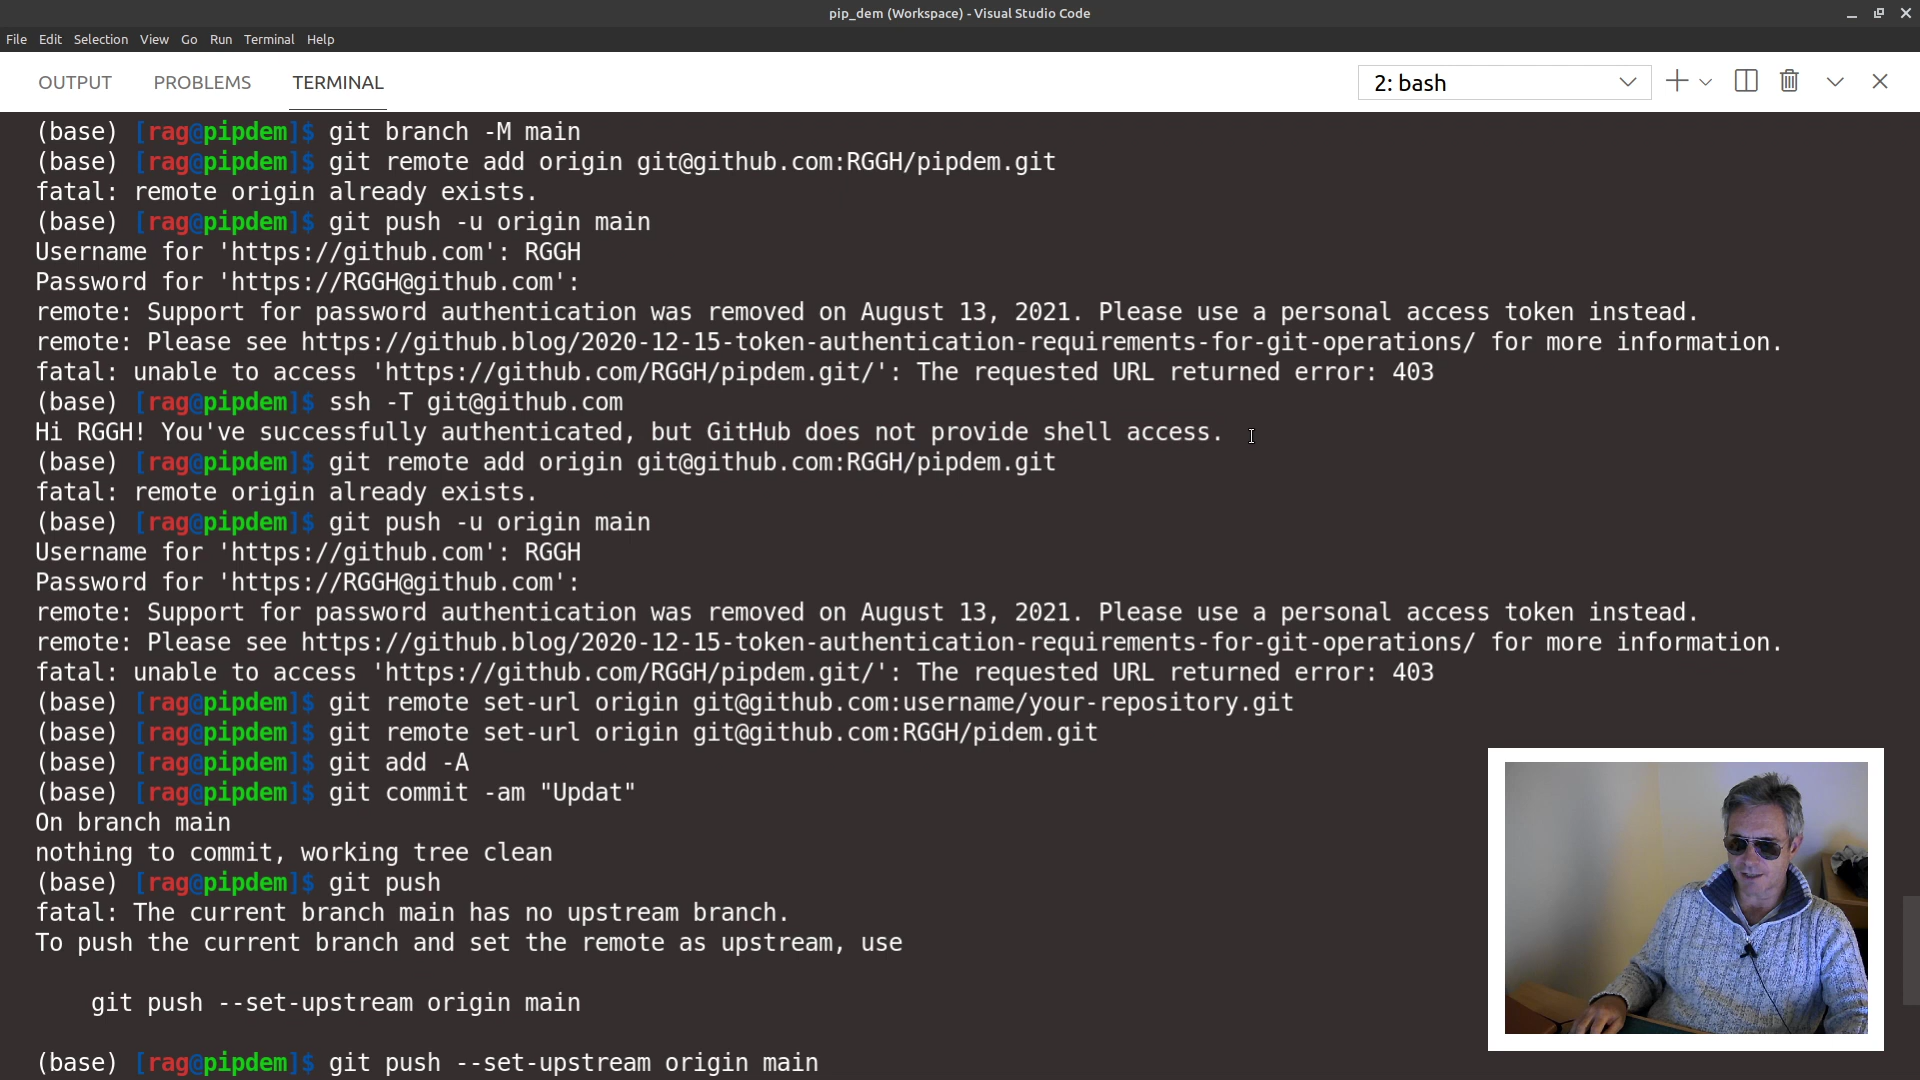 pip_dem (Workspace) - Visual Studio Code
File Edit Selection View Go Run Terminal Help
OUTPUT PROBLEMS TERMINAL 2: bash
(base) [rag@pipdem]$ git branch -M main
(base) [rag@pipdem]$ git remote add origin git@github.com:RGGH/pipdem.git
fatal: remote origin already exists.
(base) [rag@pipdem]$ git push -u origin main
Username for 'https://github.com': RGGH
Password for 'https://RGGH@github.com':
remote: Support for password authentication was removed on August 13, 2021. Please use a personal access token instead.
remote: Please see https://github.blog/2020-12-15-token-authentication-requirements-for-git-operations/ for more information.
fatal: unable to access 'https://github.com/RGGH/pipdem.git/': The requested URL returned error: 403
(base) [rag@pipdem]$ ssh -T git@github.com
Hi RGGH! You've successfully authenticated, but GitHub does not provide shell access.
(base) [rag@pipdem]$ git remote add origin git@github.com:RGGH/pipdem.git
fatal: remote origin already exists.
(base) [rag@pipdem]$ git push -u origin main
Username for 'https://github.com': RGGH
Password for 'https://RGGH@github.com':
remote: Support for password authentication was removed on August 13, 2021. Please use a personal access token instead.
remote: Please see https://github.blog/2020-12-15-token-authentication-requirements-for-git-operations/ for more information.
fatal: unable to access 'https://github.com/RGGH/pipdem.git/': The requested URL returned error: 403
(base) [rag@pipdem]$ git remote set-url origin git@github.com:username/your-repository.git
(base) [rag@pipdem]$ git remote set-url origin git@github.com:RGGH/pidem.git
(base) [rag@pipdem]$ git add -A
(base) [rag@pipdem]$ git commit -am "Updat"
On branch main
nothing to commit, working tree clean
(base) [rag@pipdem]$ git push
fatal: The current branch main has no upstream branch.
To push the current branch and set the remote as upstream, use
git push --set-upstream origin main
(base) [rag@pipdem]$ git push --set-upstream origin main